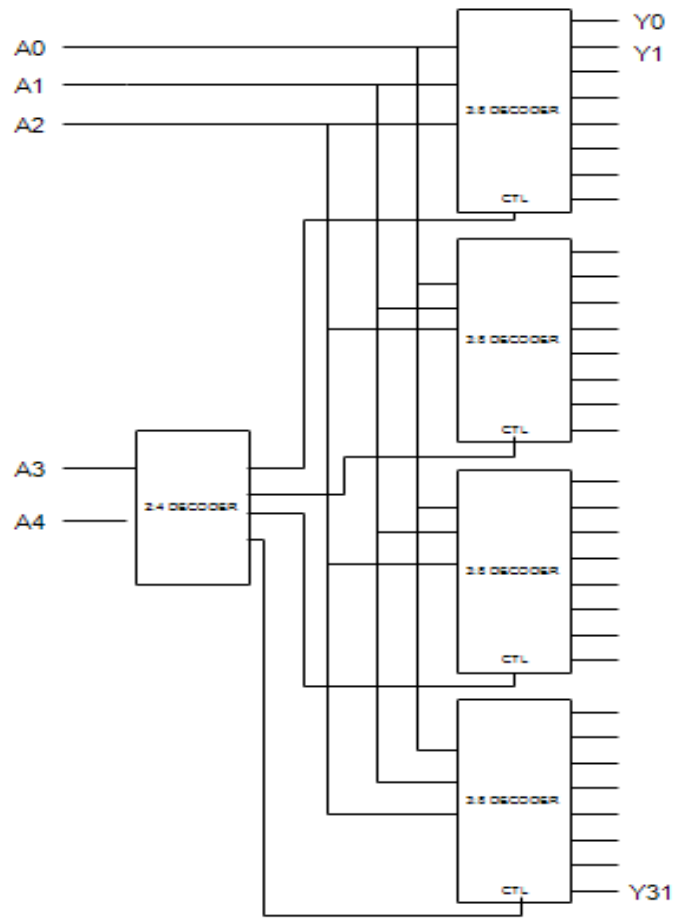 Y0
A0
Y1
A1
3.8 DECODER
A2
CTL
3.8 DECODER
CTL
A3
2.4 DECODER
A4
3.8 DECODER
CTL
3.8 DECODER
CTL
Y31